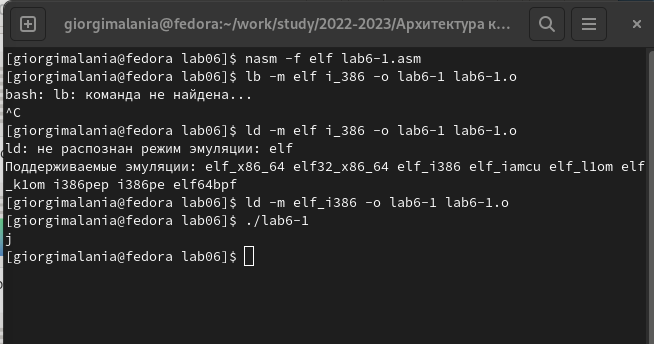 giorgimalania@fedora:~/work/study/2022-2023/Архитектура к...
[giorgimalania@fedora lab06]$ nasm -f elf lab6-1.asm
[giorgimalania@fedora lab06]$ lb -m elf i_386 -o lab6-1 lab6-1.o
bash: lb: команда не найдена...
^C
[giorgimalania@fedora lab06]$ ld -m elf i_386 -o lab6-1 lab6-1.o
ld: не распознан режим эмуляции: elf
Поддерживаемые эмуляции: elf_x86_64 elf32_x86_64 elf_i386 elf_iamcu elf_l1om elf
_k1om i386pep i386pe elf64bpf
[giorgimalania@fedora lab06]$ ld -m elf_i386 -o lab6-1 lab6-1.o
[giorgimalania@fedora lab06]$ ./lab6-1
j
[giorgimalania@fedora lab06]$